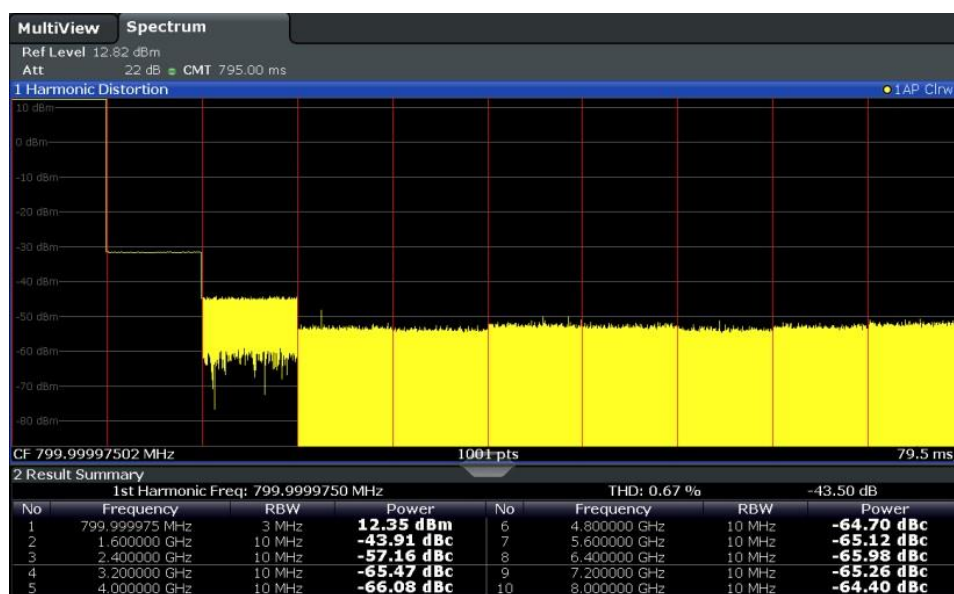 MultiView Spectrum
Ref Level 12.82 dBm
Att 22 dB CMT 795.00 ms
1 Harmonic Distortion 1AP Clrw
10 dBm
0 dBm
-10 dBm
-20 dBm
-30 dBm
-40 dBm
-50 dBm
-60 dBm
-70 dBm
-80 dBm
CF 799.99997502 MHz 1001 pts 79.5 ms
2 Result Summary
1st Harmonic Freq: 799.9999750 MHz THD: 0.67 % -43.50 dB
No Frequency RBW Power No Frequency RBW Power
1 799.999975 MHz 3 MHz 12.35 dBm 6 4.800000 GHz 10 MHz -64.70 dBc
2 1.600000 GHz 10 MHz -43.91 dBc 7 5.600000 GHz 10 MHz -65.12 dBc
3 2.400000 GHz 10 MHz -57.16 dBc 8 6.400000 GHz 10 MHz -65.98 dBc
4 3.200000 GHz 10 MHz -65.47 dBc 9 7.200000 GHz 10 MHz -65.26 dBc
5 4.000000 GHz 10 MHz -66.08 dBc 10 8.000000 GHz 10 MHz -64.40 dBc